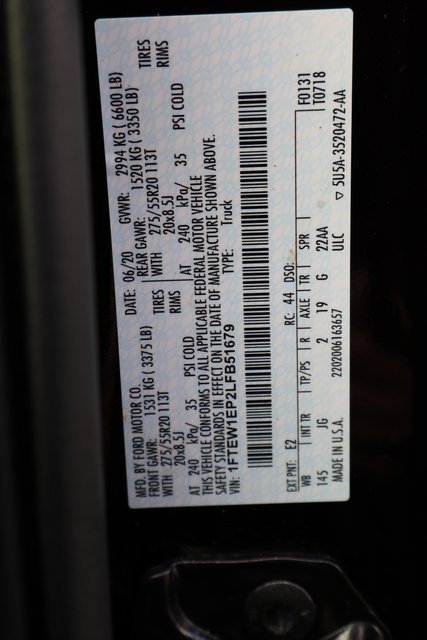 MFD. BY FORD MOTOR CO.
DATE: 06/20 GVWR: 2994 KG ( 6600 LB)
FRONT GAWR: 1531 KG ( 3375 LB) REAR GAWR: 1520 KG ( 3350 LB)
WITH 275/55R20 113T TIRES WITH 275/55R20 113T TIRES
20x8.5J RIMS 20x8.5J RIMS
AT 240 kPa/ 35 PSI COLD AT 240 kPa/ 35 PSI COLD
THIS VEHICLE CONFORMS TO ALL APPLICABLE FEDERAL MOTOR VEHICLE
SAFETY STANDARDS IN EFFECT ON THE DATE OF MANUFACTURE SHOWN ABOVE.
VIN: 1FTEW1EP2LFB51679 TYPE: Truck
F0131
T0718
EXT PNT: E2 RC: 44 DSO:
WB INT TR TP/PS R AXLE TR SPR
145 JG 2 19 G 22AA
MADE IN U.S.A. 2202006163657 ULC ▽ 5U5A-3520472-AA